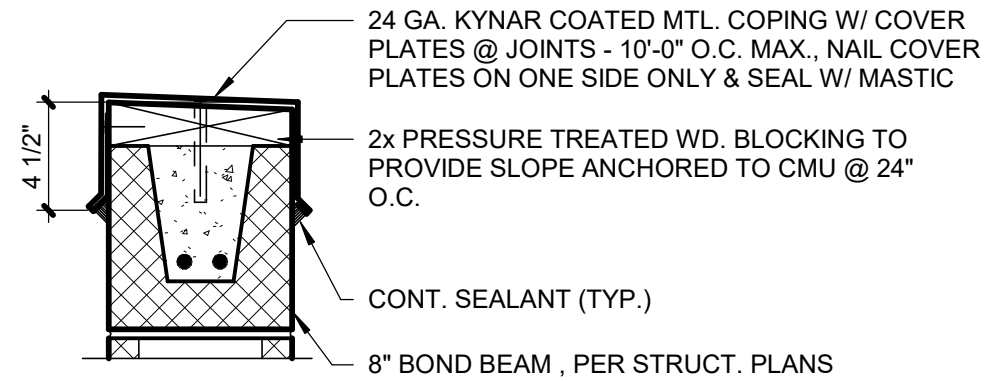 24 GA. KYNAR COATED MTL. COPING W/ COVER
PLATES @ JOINTS - 10'-0" O.C. MAX., NAIL COVER
PLATES ON ONE SIDE ONLY & SEAL W/ MASTIC
4 1/2"
2x PRESSURE TREATED WD. BLOCKING TO
PROVIDE SLOPE ANCHORED TO CMU @ 24"
O.C.
CONT. SEALANT (TYP.)
8" BOND BEAM , PER STRUCT. PLANS